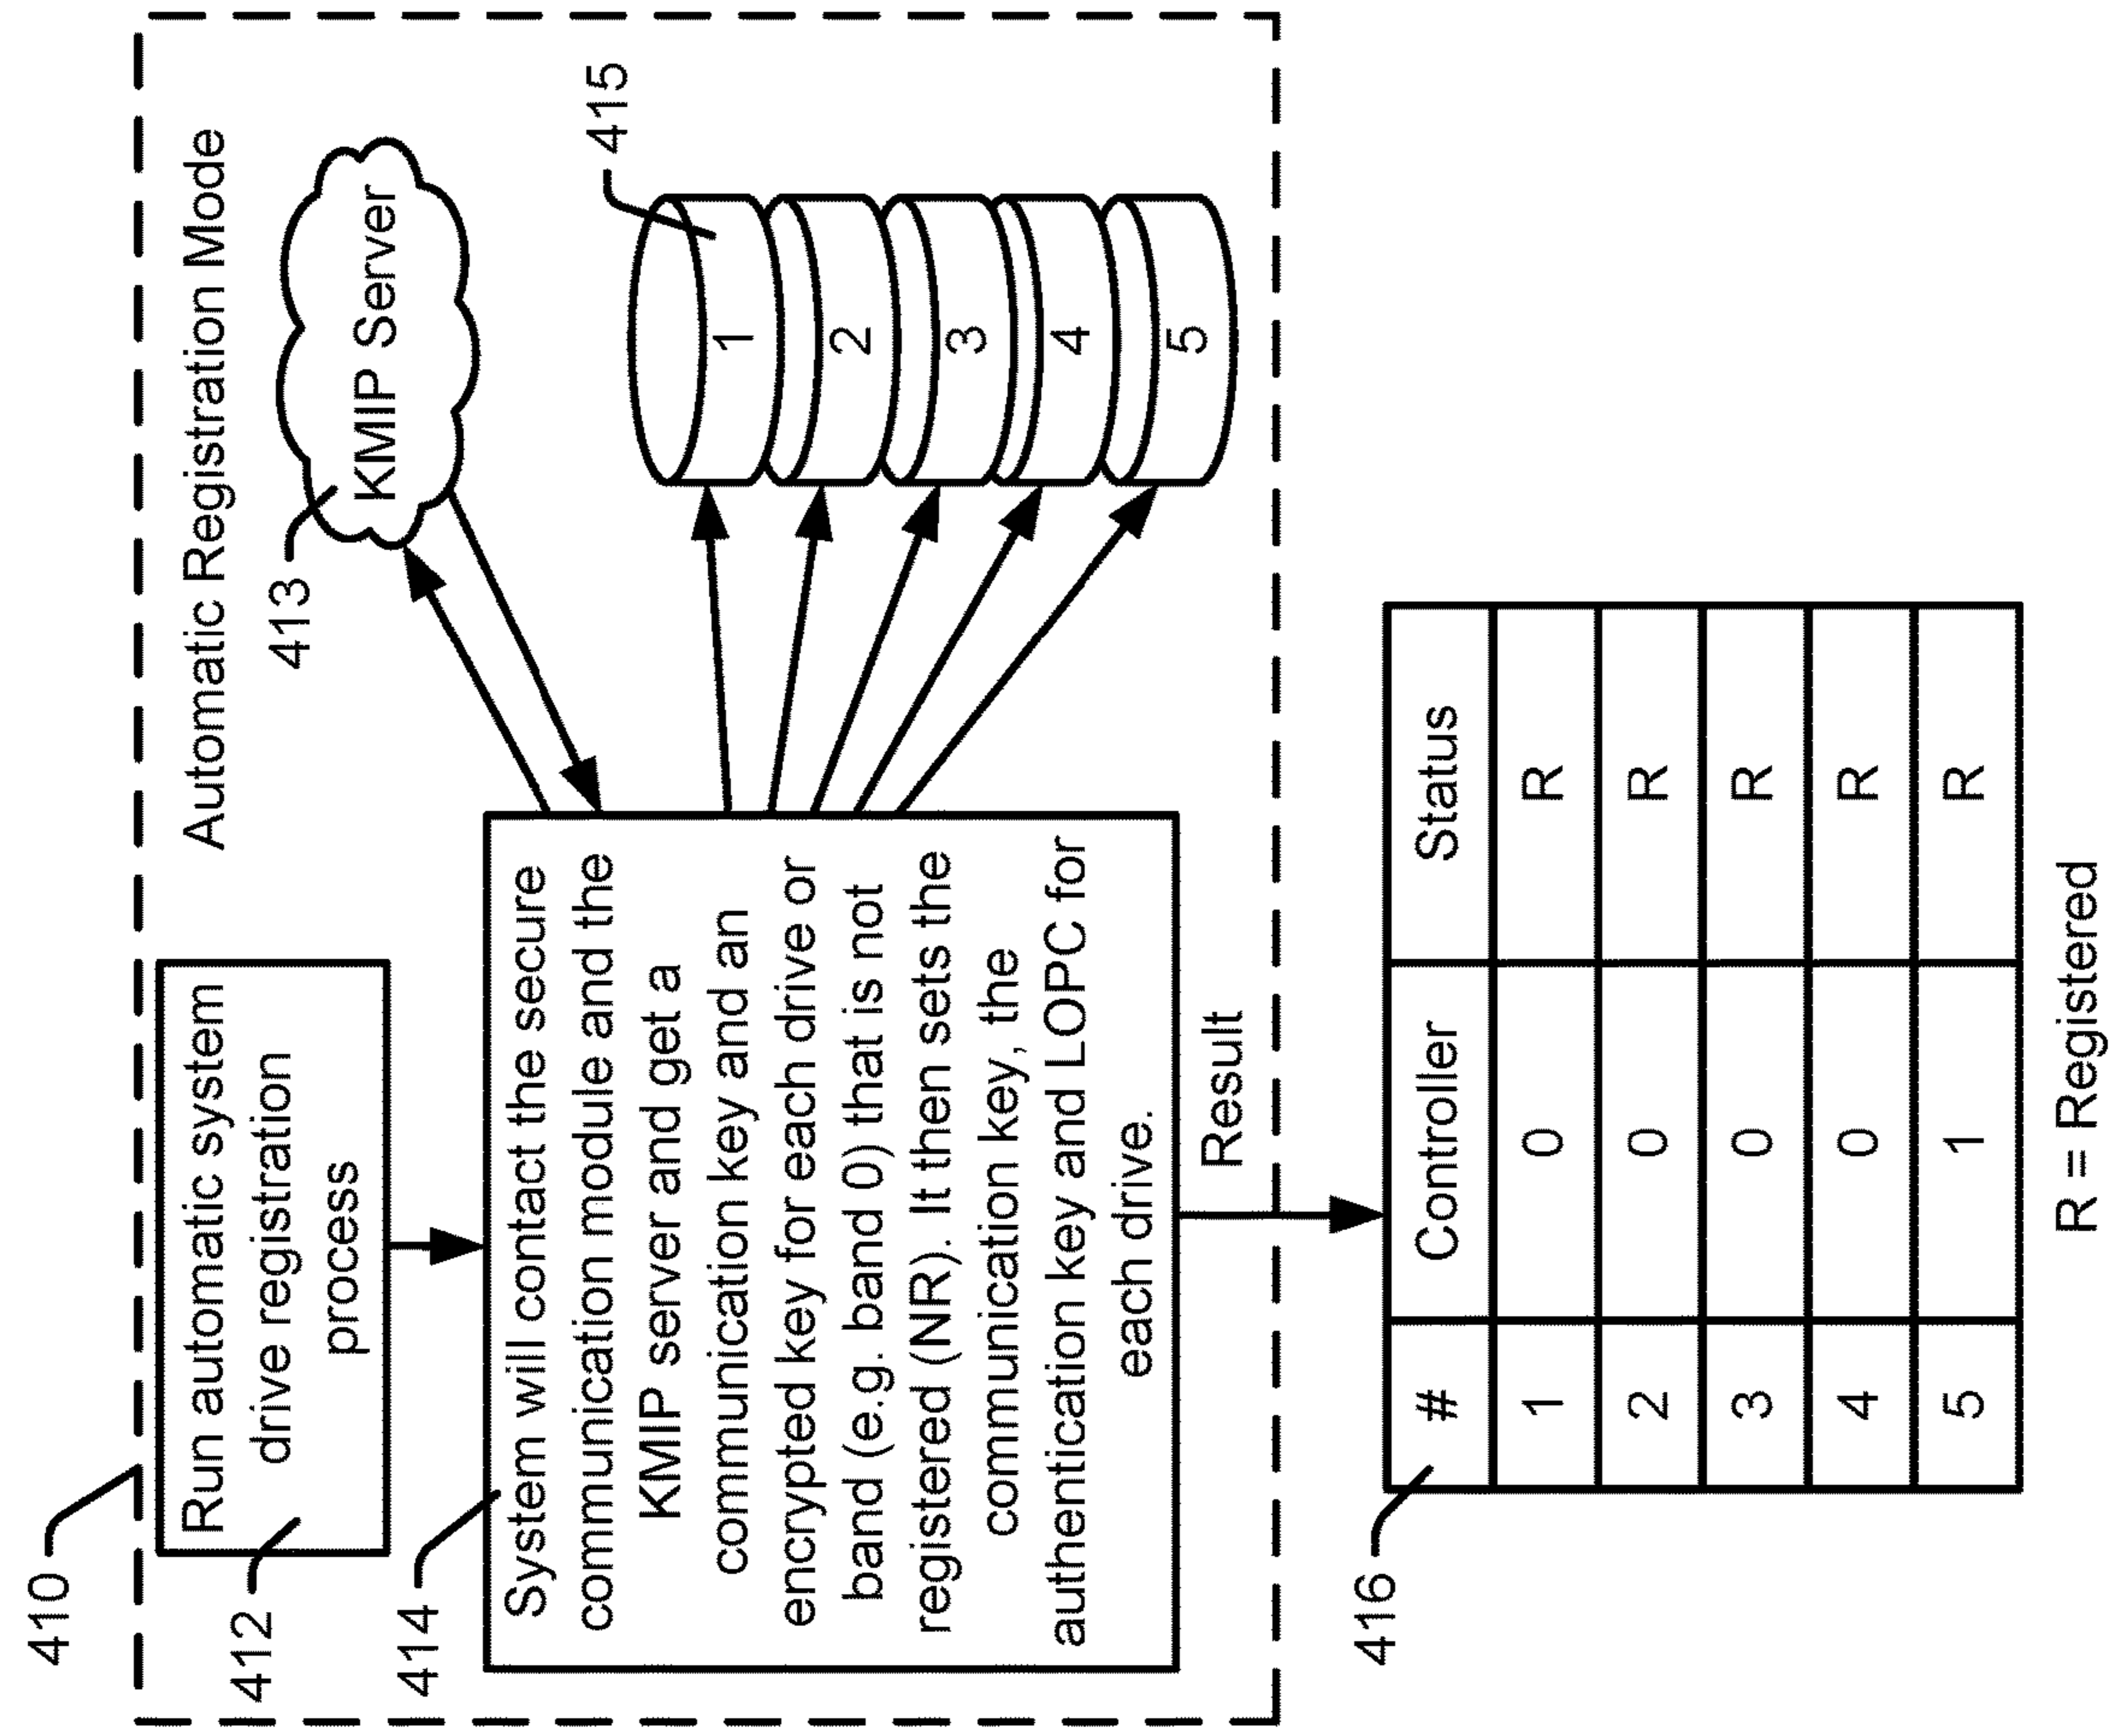 410
Automatic Registration Mode
412
Run automatic system
drive registration
process
413
KMIP Server
414
System will contact the secure
communication module and the
KMIP server and get a
communication key and an
encrypted key for each drive or
band (e.g. band 0) that is not
registered (NR). It then sets the
communication key, the
authentication key and LOPC for
each drive.
415
1
2
3
4
5
Result
416
# Controller Status
1 0 R
2 0 R
3 0 R
4 0 R
5 1 R
R = Registered